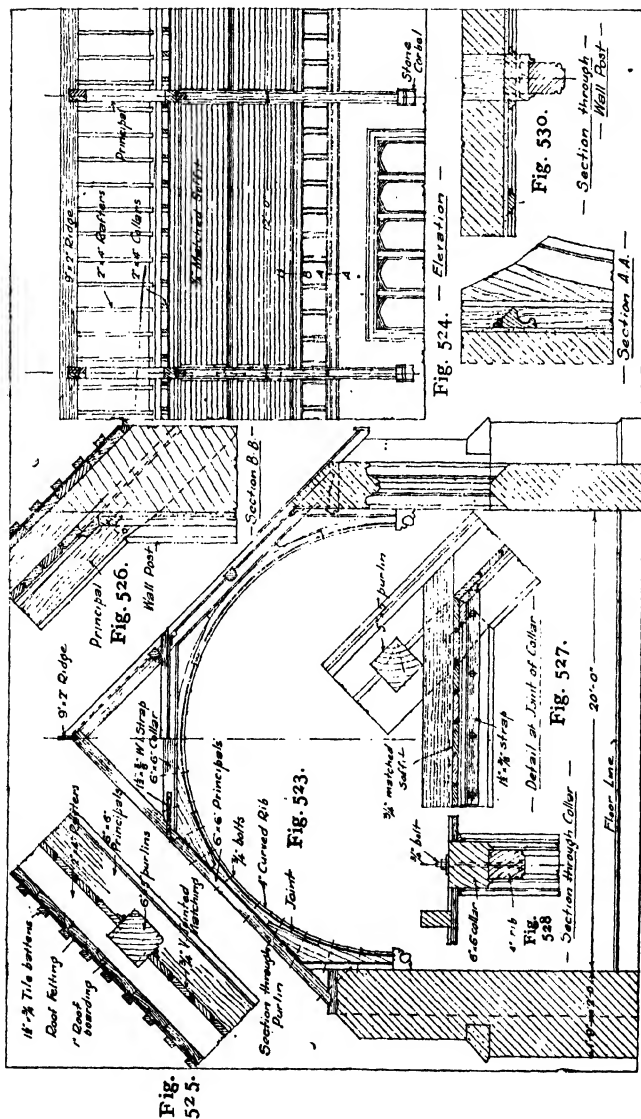 Fig.
525.
1½" × ¾" Tile battens
Roof Felting
1" Roof
boarding
2" × 4" Rafters
6" × 6"
Principals
6" × 5" purlins
¾" V Jointed
Matching
Section through
Purlin
9" × 2" Ridge
1½" × ⅜" W.I. Strap
6" × 6" Collar
6" × 6" Principals
¾" bolts
Fig. 523.
4" Curved Rib
Joint
Principal
Fig. 526.
Wall Post
— Section B.B. —
¾" bolt
6" × 6" collar
4" rib
Fig.
528
— Section through Collar —
¾" matched
Soffit
purlin
1½" × ⅜" strap
Fig. 527.
— Detail at Joint of Collar —
20'-0"
Floor Line
9" × 2" Ridge
2" × 4" Rafters
2" × 6" Collars
Principal
¾" Matched Soffit
12'-0"
B
B
A
A
Stone
Corbel
Fig. 524. — Elevation —
— Section A.A. —
Fig. 530.
— Section through —
— Wall Post —